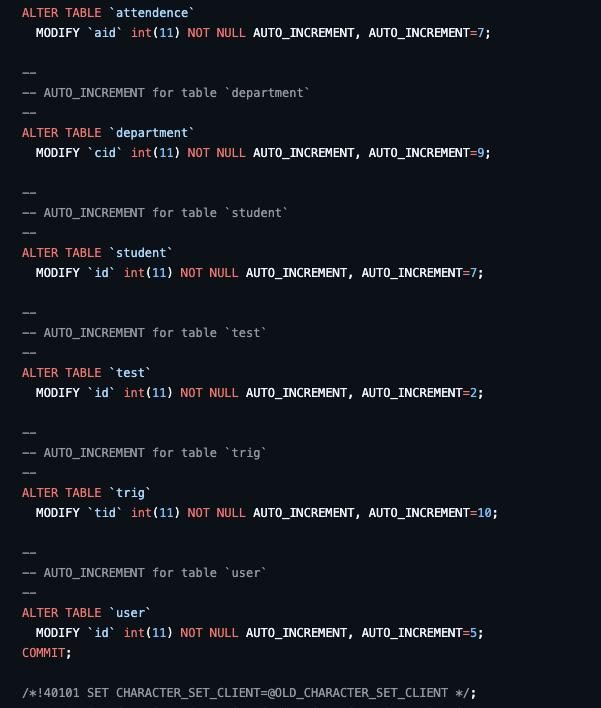 ALTER TABLE `attendence`
  MODIFY `aid` int(11) NOT NULL AUTO_INCREMENT, AUTO_INCREMENT=7;
--
-- AUTO_INCREMENT for table `department`
--
ALTER TABLE `department`
  MODIFY `cid` int(11) NOT NULL AUTO_INCREMENT, AUTO_INCREMENT=9;
--
-- AUTO_INCREMENT for table `student`
--
ALTER TABLE `student`
  MODIFY `id` int(11) NOT NULL AUTO_INCREMENT, AUTO_INCREMENT=7;
--
-- AUTO_INCREMENT for table `test`
--
ALTER TABLE `test`
  MODIFY `id` int(11) NOT NULL AUTO_INCREMENT, AUTO_INCREMENT=2;
--
-- AUTO_INCREMENT for table `trig`
--
ALTER TABLE `trig`
  MODIFY `tid` int(11) NOT NULL AUTO_INCREMENT, AUTO_INCREMENT=10;
--
-- AUTO_INCREMENT for table `user`
--
ALTER TABLE `user`
  MODIFY `id` int(11) NOT NULL AUTO_INCREMENT, AUTO_INCREMENT=5;
COMMIT;
/*!40101 SET CHARACTER_SET_CLIENT=@OLD_CHARACTER_SET_CLIENT */;